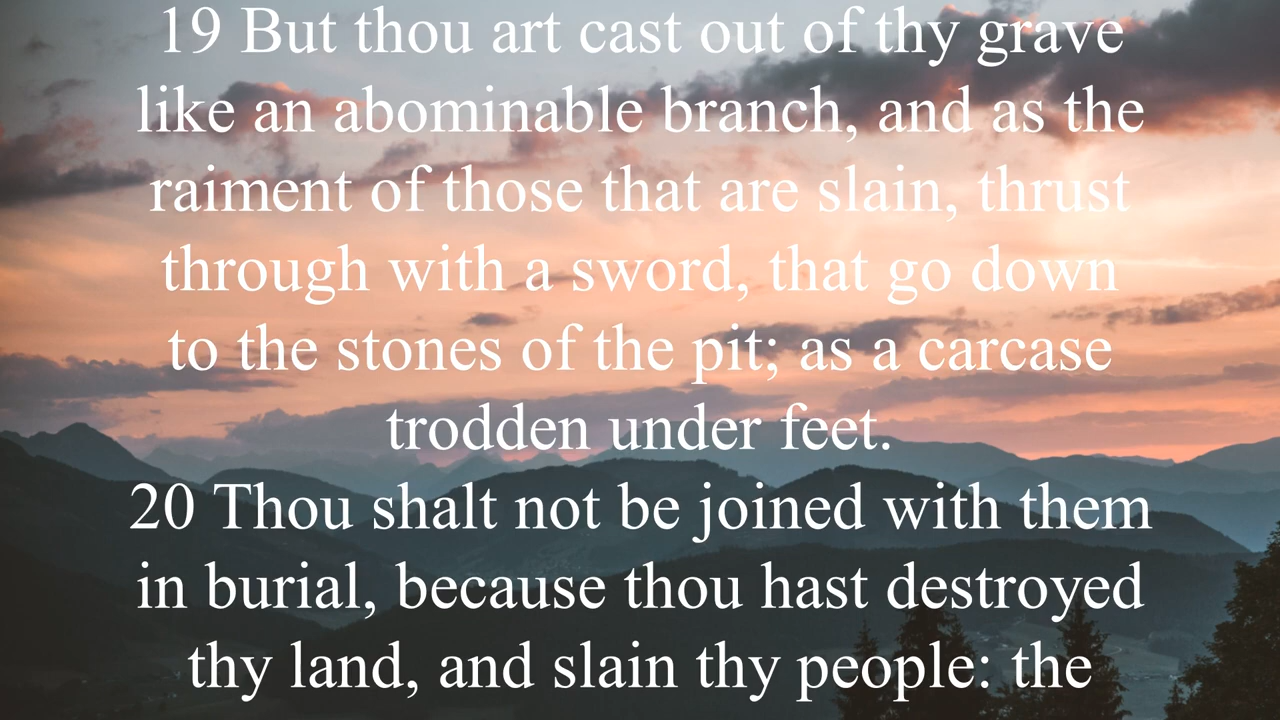 19 But thou art cast out of thy grave
like an abominable branch, and as the
raiment of those that are slain, thrust
through with a sword, that go down
to the stones of the pit; as a carcase
trodden under feet.
20 Thou shalt not be joined with them
in burial, because thou hast destroyed
thy land, and slain thy people: the